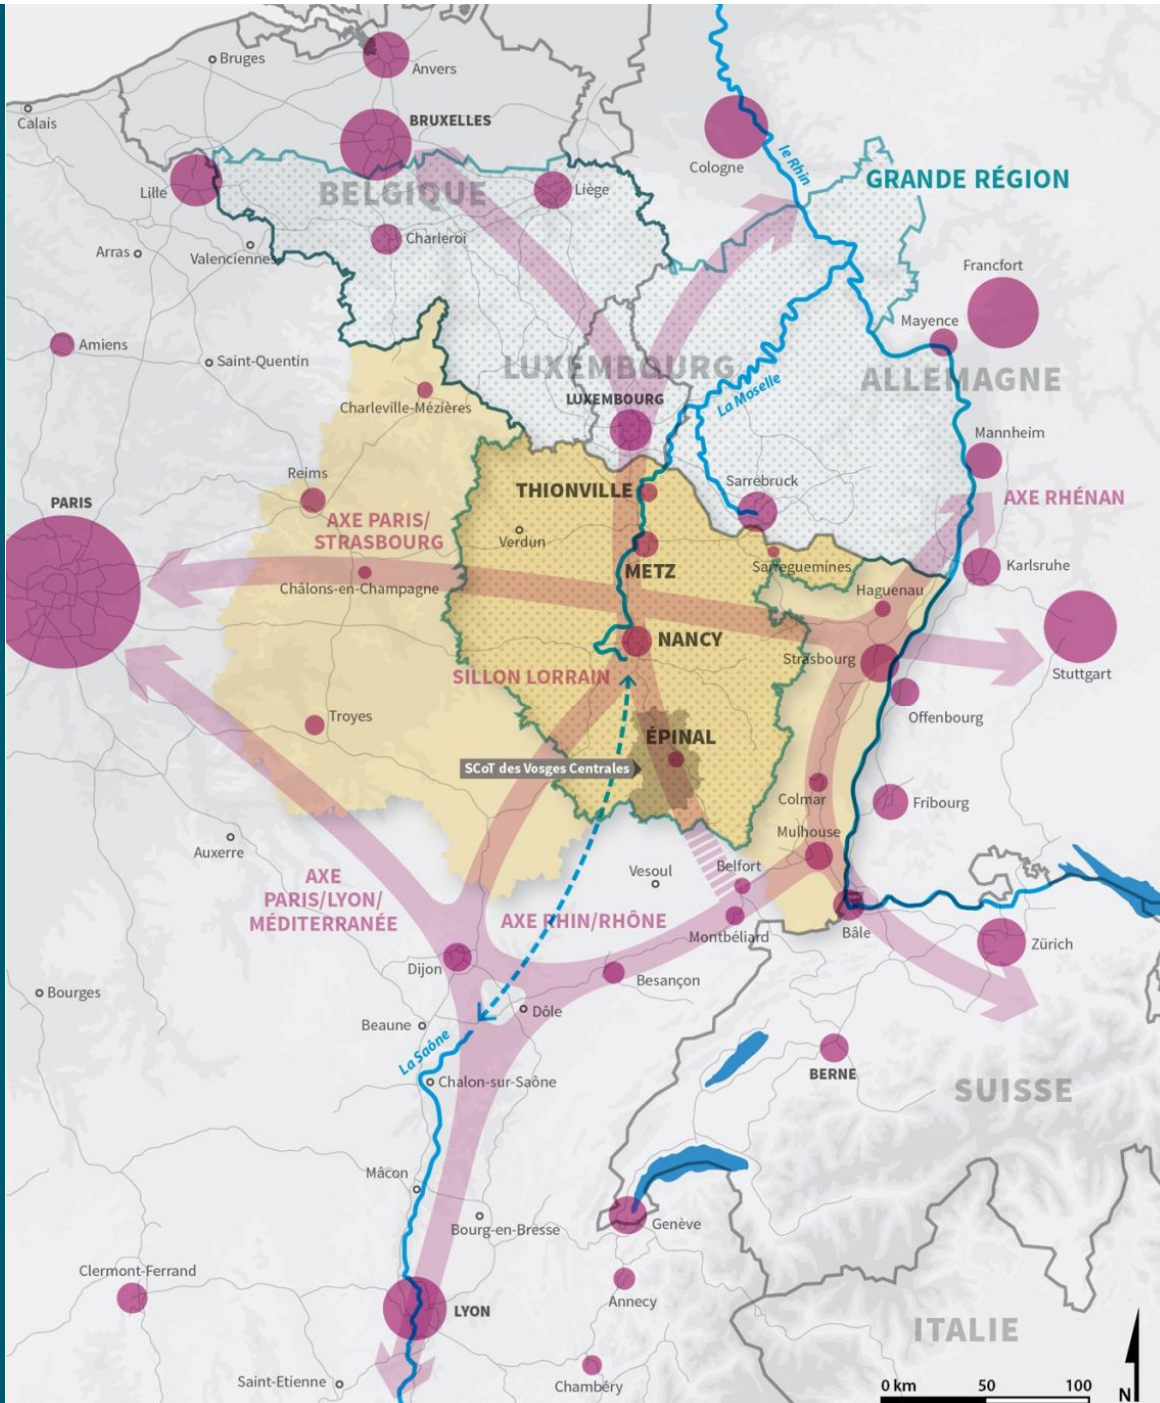 Bruges
Anvers
Calais
BRUXELLES
Cologne
le Rhin
Lille
BELGIQUE
Liège
GRANDE RÉGION
Charleroi
Arras
Valenciennes
Francfort
Mayence
Amiens
Saint-Quentin
LUXEMBOURG
ALLEMAGNE
La Moselle
Charleville-Mézières
LUXEMBOURG
Mannheim
Reims
Sarrebruck
PARIS
THIONVILLE
AXE RHÉNAN
AXE PARIS/
STRASBOURG
Verdun
METZ
Sarreguemines
Karlsruhe
Châlons-en-Champagne
Haguenau
NANCY
Strasbourg
Stuttgart
SILLON LORRAIN
Offenbourg
Troyes
ÉPINAL
SCoT des Vosges Centrales
Colmar
Fribourg
Mulhouse
Auxerre
Vesoul
Belfort
AXE
PARIS/LYON/
MÉDITERRANÉE
AXE RHIN/RHÔNE
Montbéliard
Bâle
Zürich
Dijon
Besançon
Bourges
Dôle
Beaune
La Saône
Chalon-sur-Saône
BERNE
SUISSE
Mâcon
Bourg-en-Bresse
Genève
Clermont-Ferrand
Annecy
LYON
ITALIE
Saint-Etienne
Chambéry
0 km 50 100
N